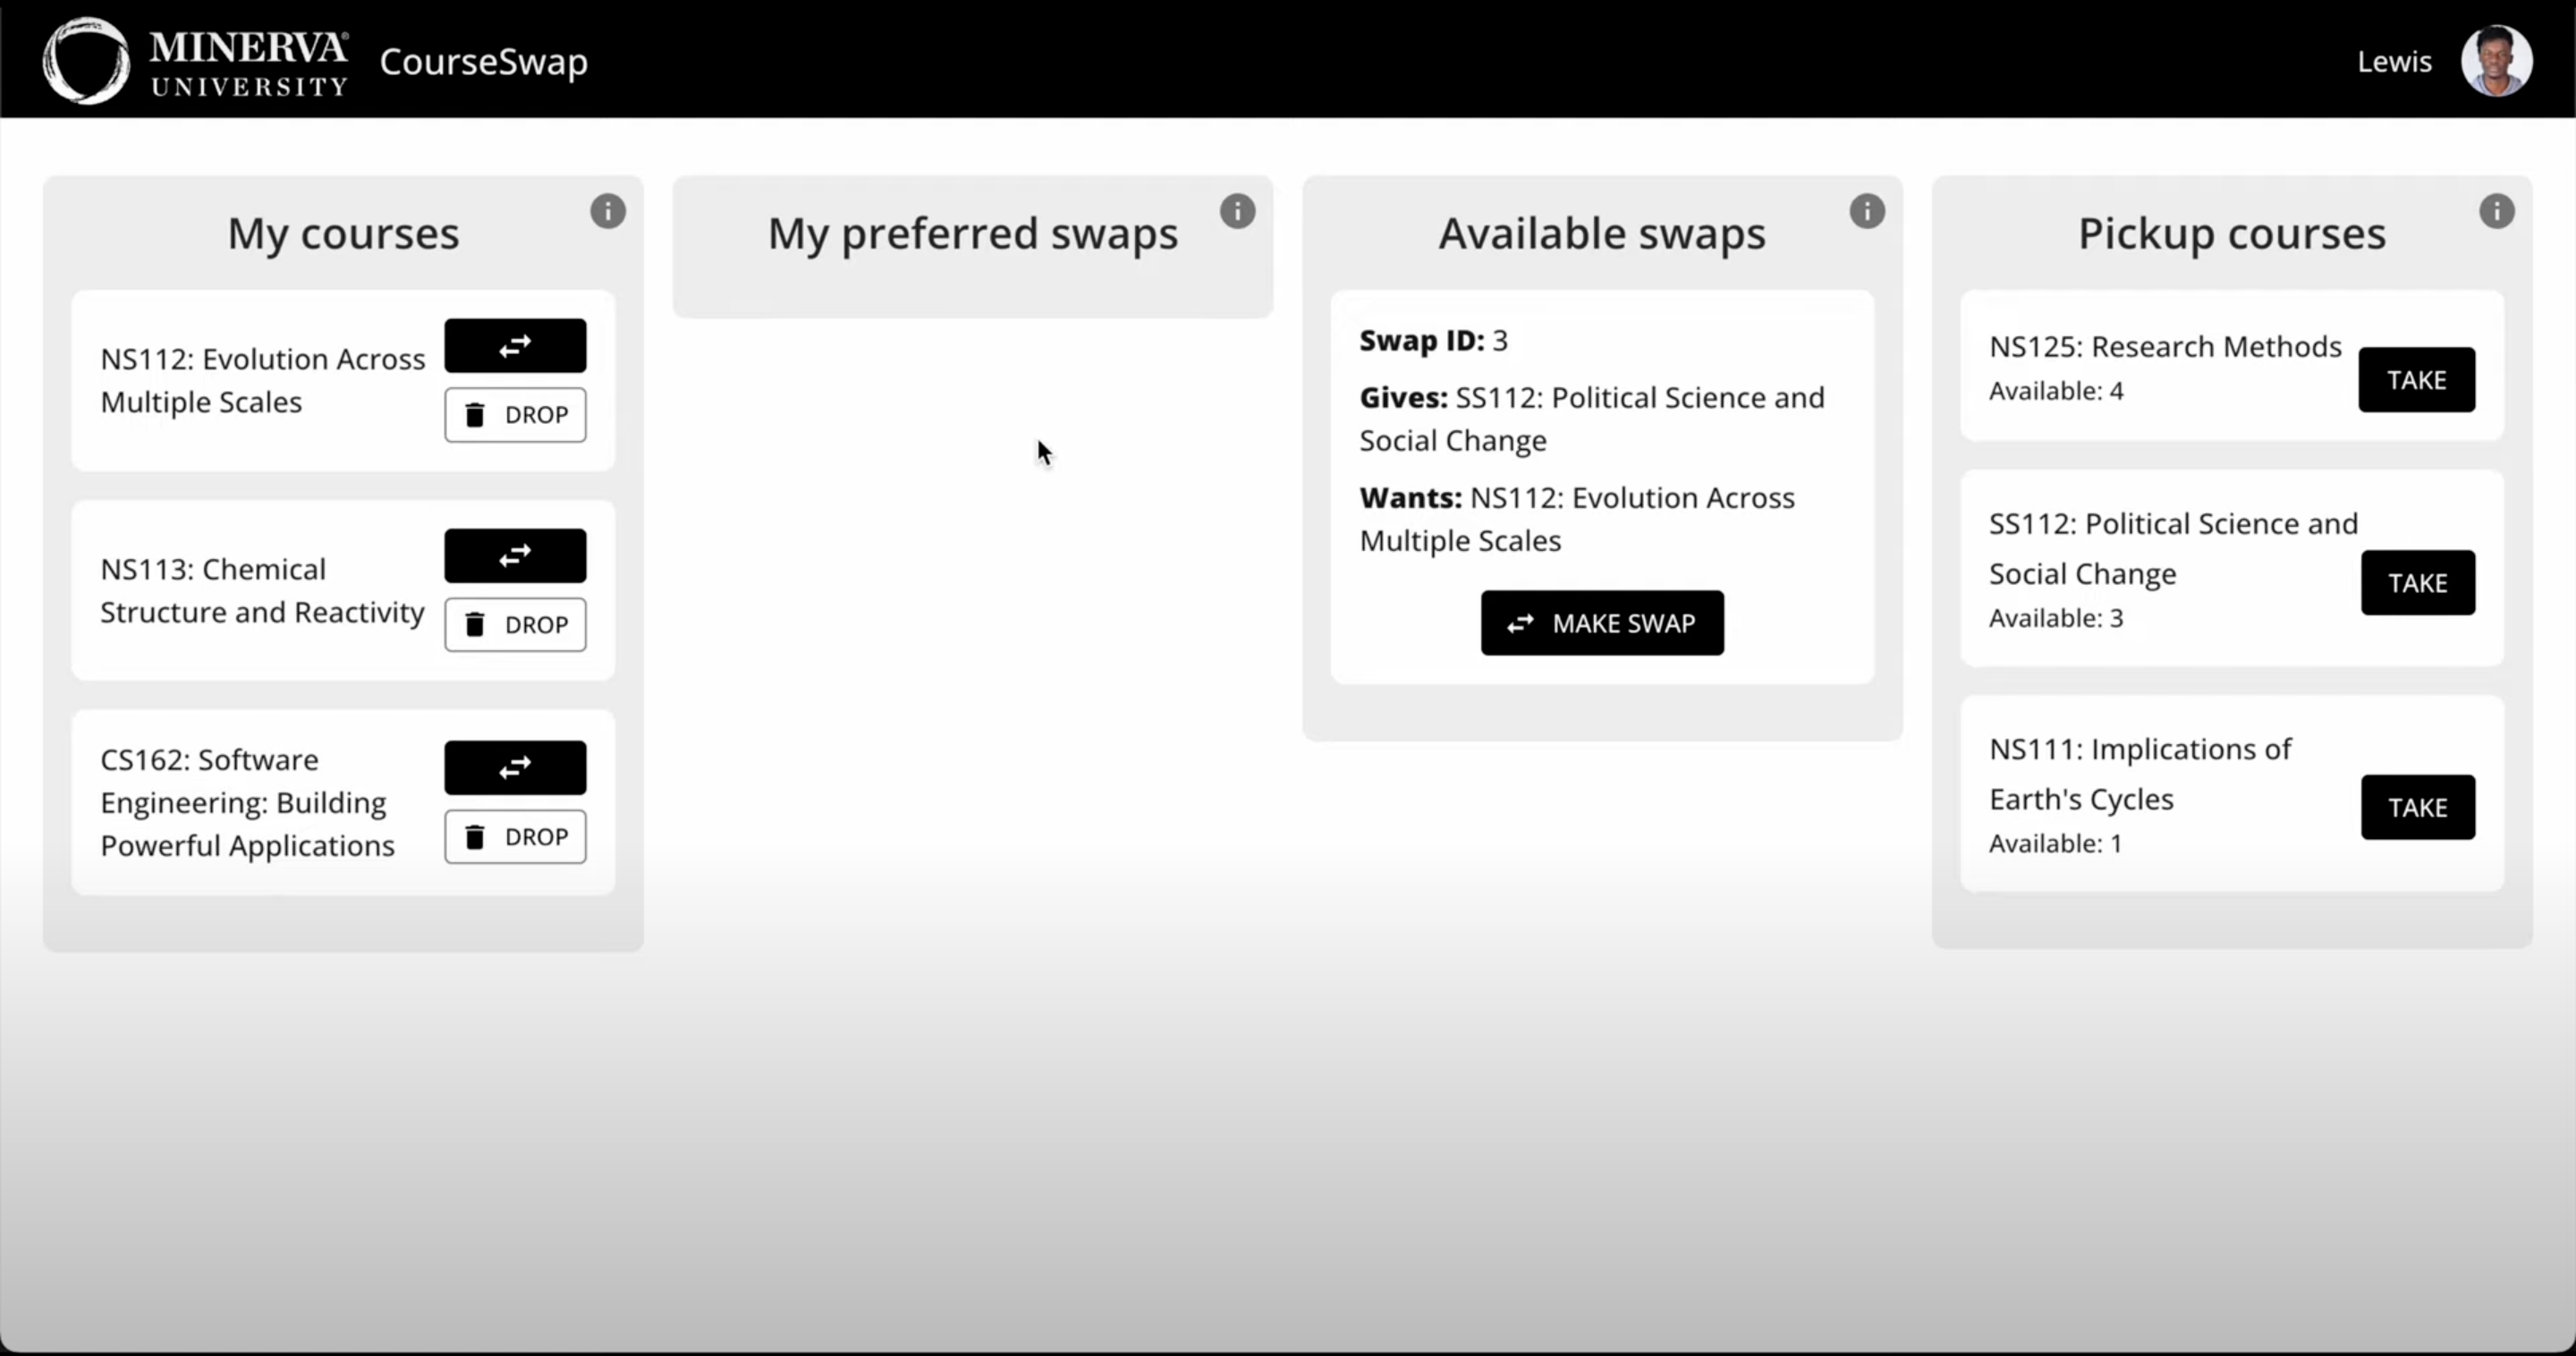 MINERVA®
UNIVERSITY
CourseSwap
Lewis
My courses
NS112: Evolution Across
Multiple Scales
DROP
NS113: Chemical
Structure and Reactivity
DROP
CS162: Software
Engineering: Building
Powerful Applications
DROP
My preferred swaps
Available swaps
Swap ID: 3
Gives: SS112: Political Science and
Social Change
Wants: NS112: Evolution Across
Multiple Scales
MAKE SWAP
Pickup courses
NS125: Research Methods
Available: 4
TAKE
SS112: Political Science and
Social Change
Available: 3
TAKE
NS111: Implications of
Earth's Cycles
Available: 1
TAKE